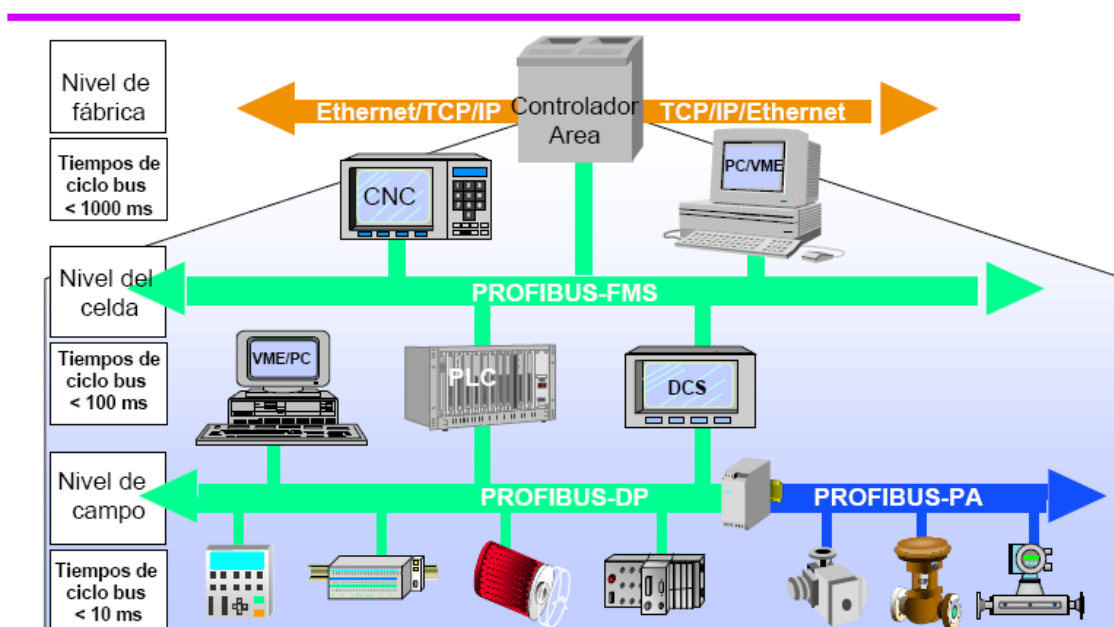 Nivel de
fábrica
Ethernet/TCP/IP
Controlador
Area
TCP/IP/Ethernet
Tiempos de
ciclo bus
< 1000 ms
CNC
PC/VME
Nivel del
celda
PROFIBUS-FMS
Tiempos de
ciclo bus
< 100 ms
VME/PC
PLC
DCS
Nivel de
campo
PROFIBUS-DP
PROFIBUS-PA
Tiempos de
ciclo bus
< 10 ms